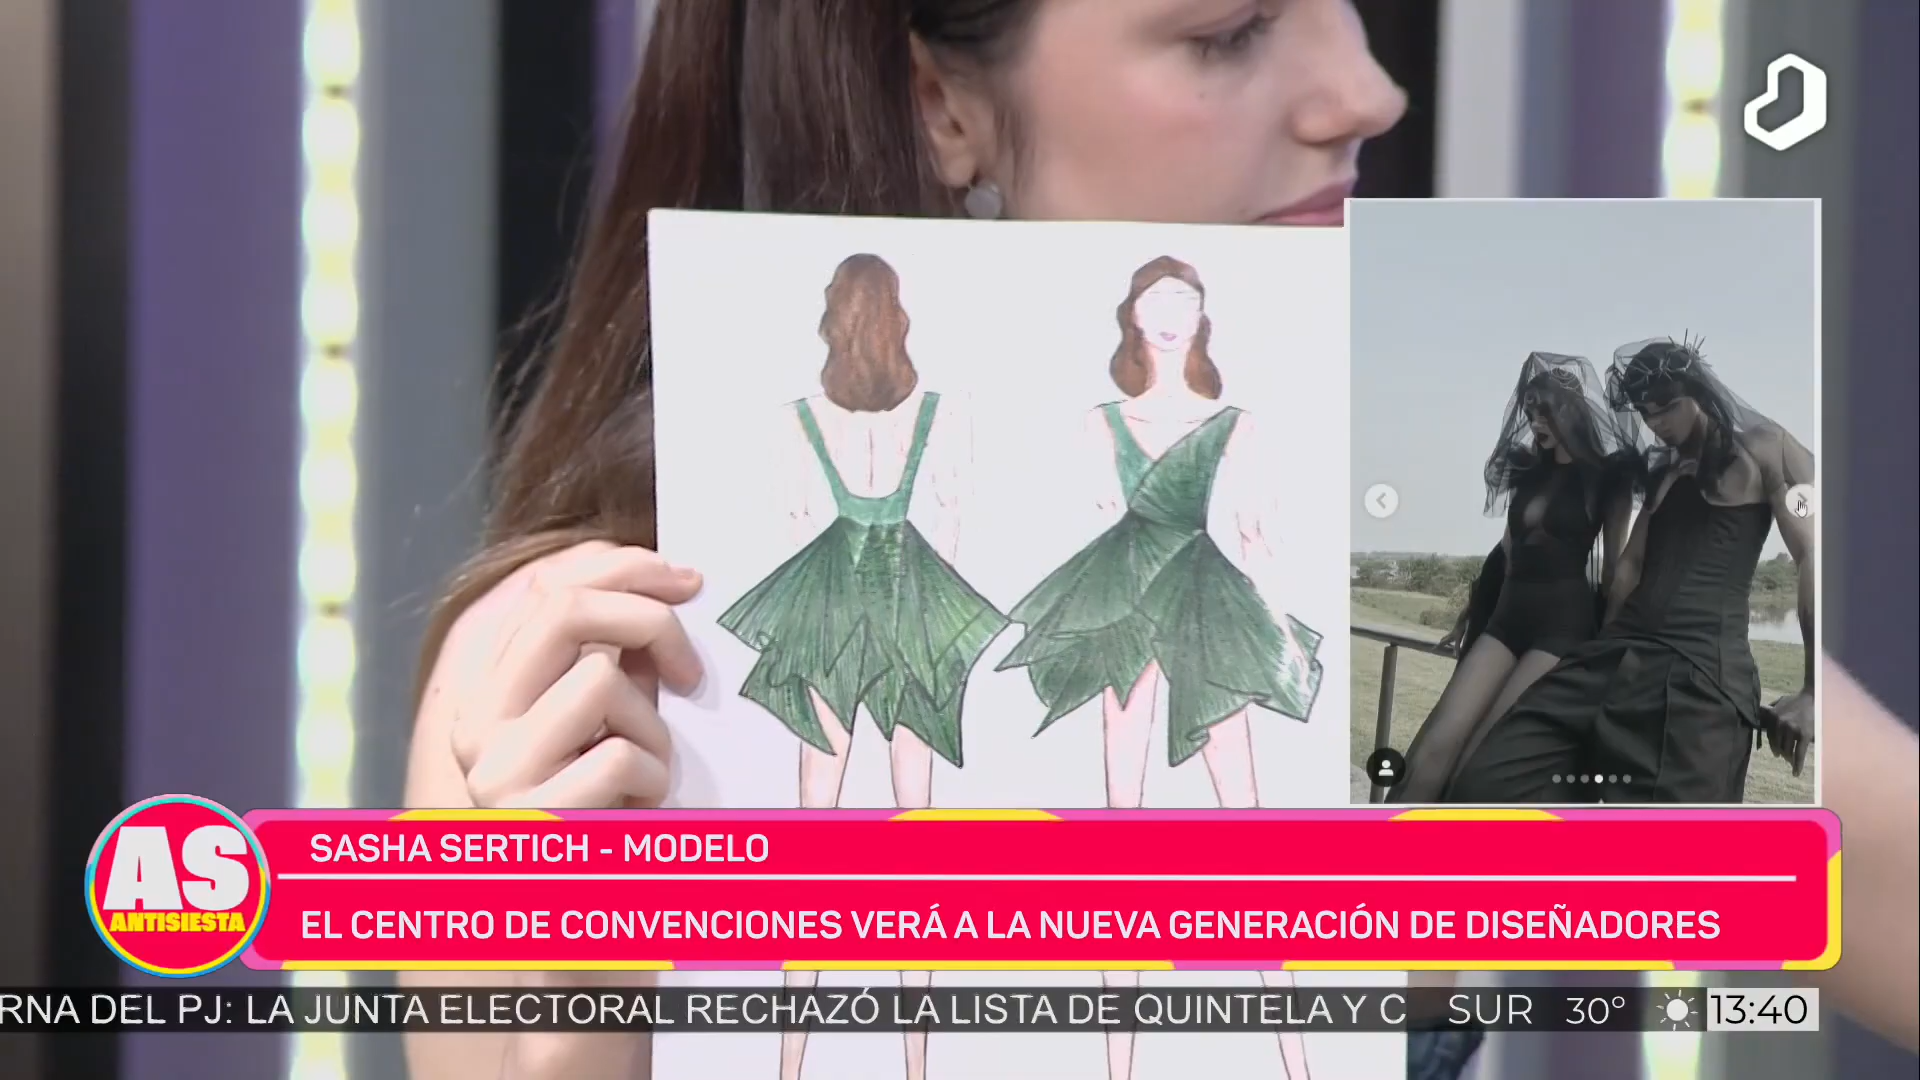 SASHA SERTICH - MODELO
AS
ANTISIESTA
EL CENTRO DE CONVENCIONES VERÁ A LA NUEVA GENERACIÓN DE DISEÑADORES
RNA DEL PJ: LA JUNTA ELECTORAL RECHAZÓ LA LISTA DE QUINTELA Y C
SUR 30° 13:40